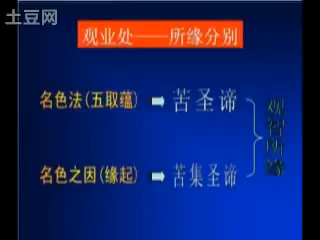 土豆网
观业处——所缘分别
名色法(五取蕴) ➡ 苦圣谛
名色之因(缘起) ➡ 苦集圣谛
观智所缘